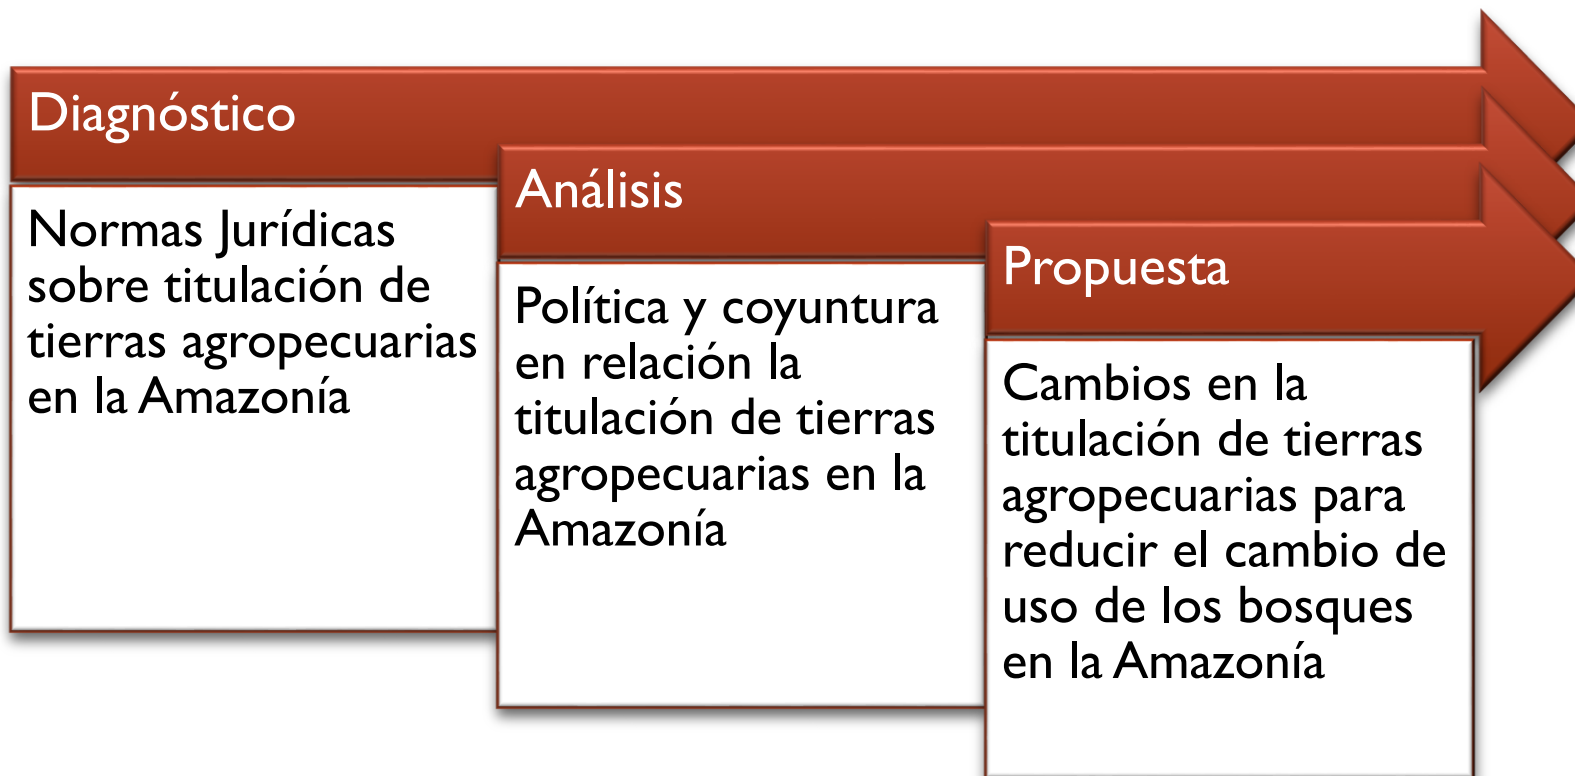 Diagnóstico
Normas Jurídicas
sobre titulación de
tierras agropecuarias
en la Amazonía
Análisis
Política y coyuntura
en relación la
titulación de tierras
agropecuarias en la
Amazonía
Propuesta
Cambios en la
titulación de tierras
agropecuarias para
reducir el cambio de
uso de los bosques
en la Amazonía